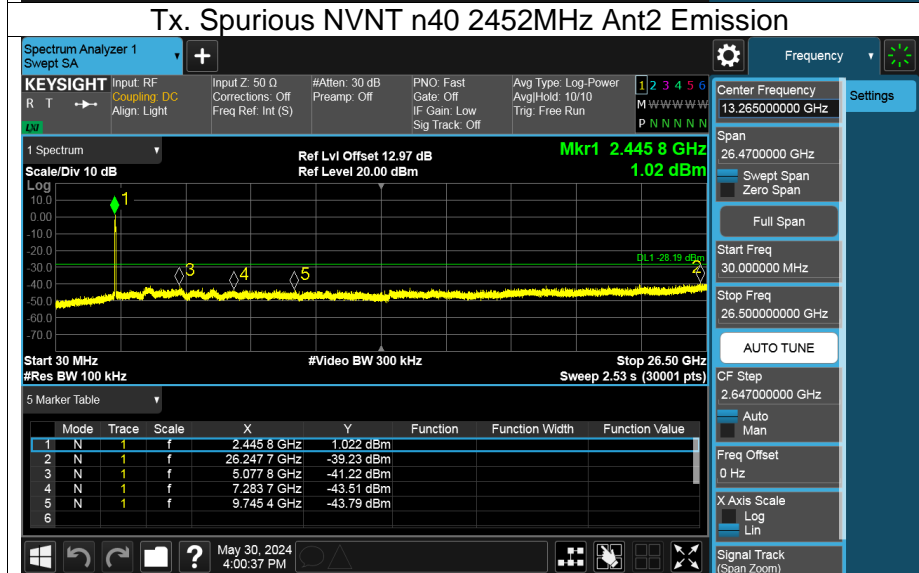 Tx. Spurious NVNT n40 2452MHz Ant2 Emission
Spectrum Analyzer 1
Swept SA
+
Frequency
KEYSIGHT
R T
LXI
Input: RF
Coupling: DC
Align: Light
Input Z: 50 Ω
Corrections: Off
Freq Ref: Int (S)
#Atten: 30 dB
Preamp: Off
PNO: Fast
Gate: Off
IF Gain: Low
Sig Track: Off
Avg Type: Log-Power
Avg|Hold: 10/10
Trig: Free Run
1 2 3 4 5 6
M W W W W W
P N N N N N
1 Spectrum
Scale/Div 10 dB
Ref Lvl Offset 12.97 dB
Ref Level 20.00 dBm
Mkr1 2.445 8 GHz
1.02 dBm
Log
10.0
0.00
-10.0
-20.0
-30.0
-40.0
-50.0
-60.0
-70.0
1
3
4
5
2
DL1 -28.19 dBm
Start 30 MHz
#Res BW 100 kHz
#Video BW 300 kHz
Stop 26.50 GHz
Sweep 2.53 s (30001 pts)
5 Marker Table
Mode Trace Scale X Y Function Function Width Function Value
1 N 1 f 2.445 8 GHz 1.022 dBm
2 N 1 f 26.247 7 GHz -39.23 dBm
3 N 1 f 5.077 8 GHz -41.22 dBm
4 N 1 f 7.283 7 GHz -43.51 dBm
5 N 1 f 9.745 4 GHz -43.79 dBm
6
?
May 30, 2024
4:00:37 PM
Center Frequency
13.265000000 GHz
Span
26.4700000 GHz
Swept Span
Zero Span
Full Span
Start Freq
30.000000 MHz
Stop Freq
26.500000000 GHz
AUTO TUNE
CF Step
2.647000000 GHz
Auto
Man
Freq Offset
0 Hz
X Axis Scale
Log
Lin
Signal Track
(Span Zoom)
Settings